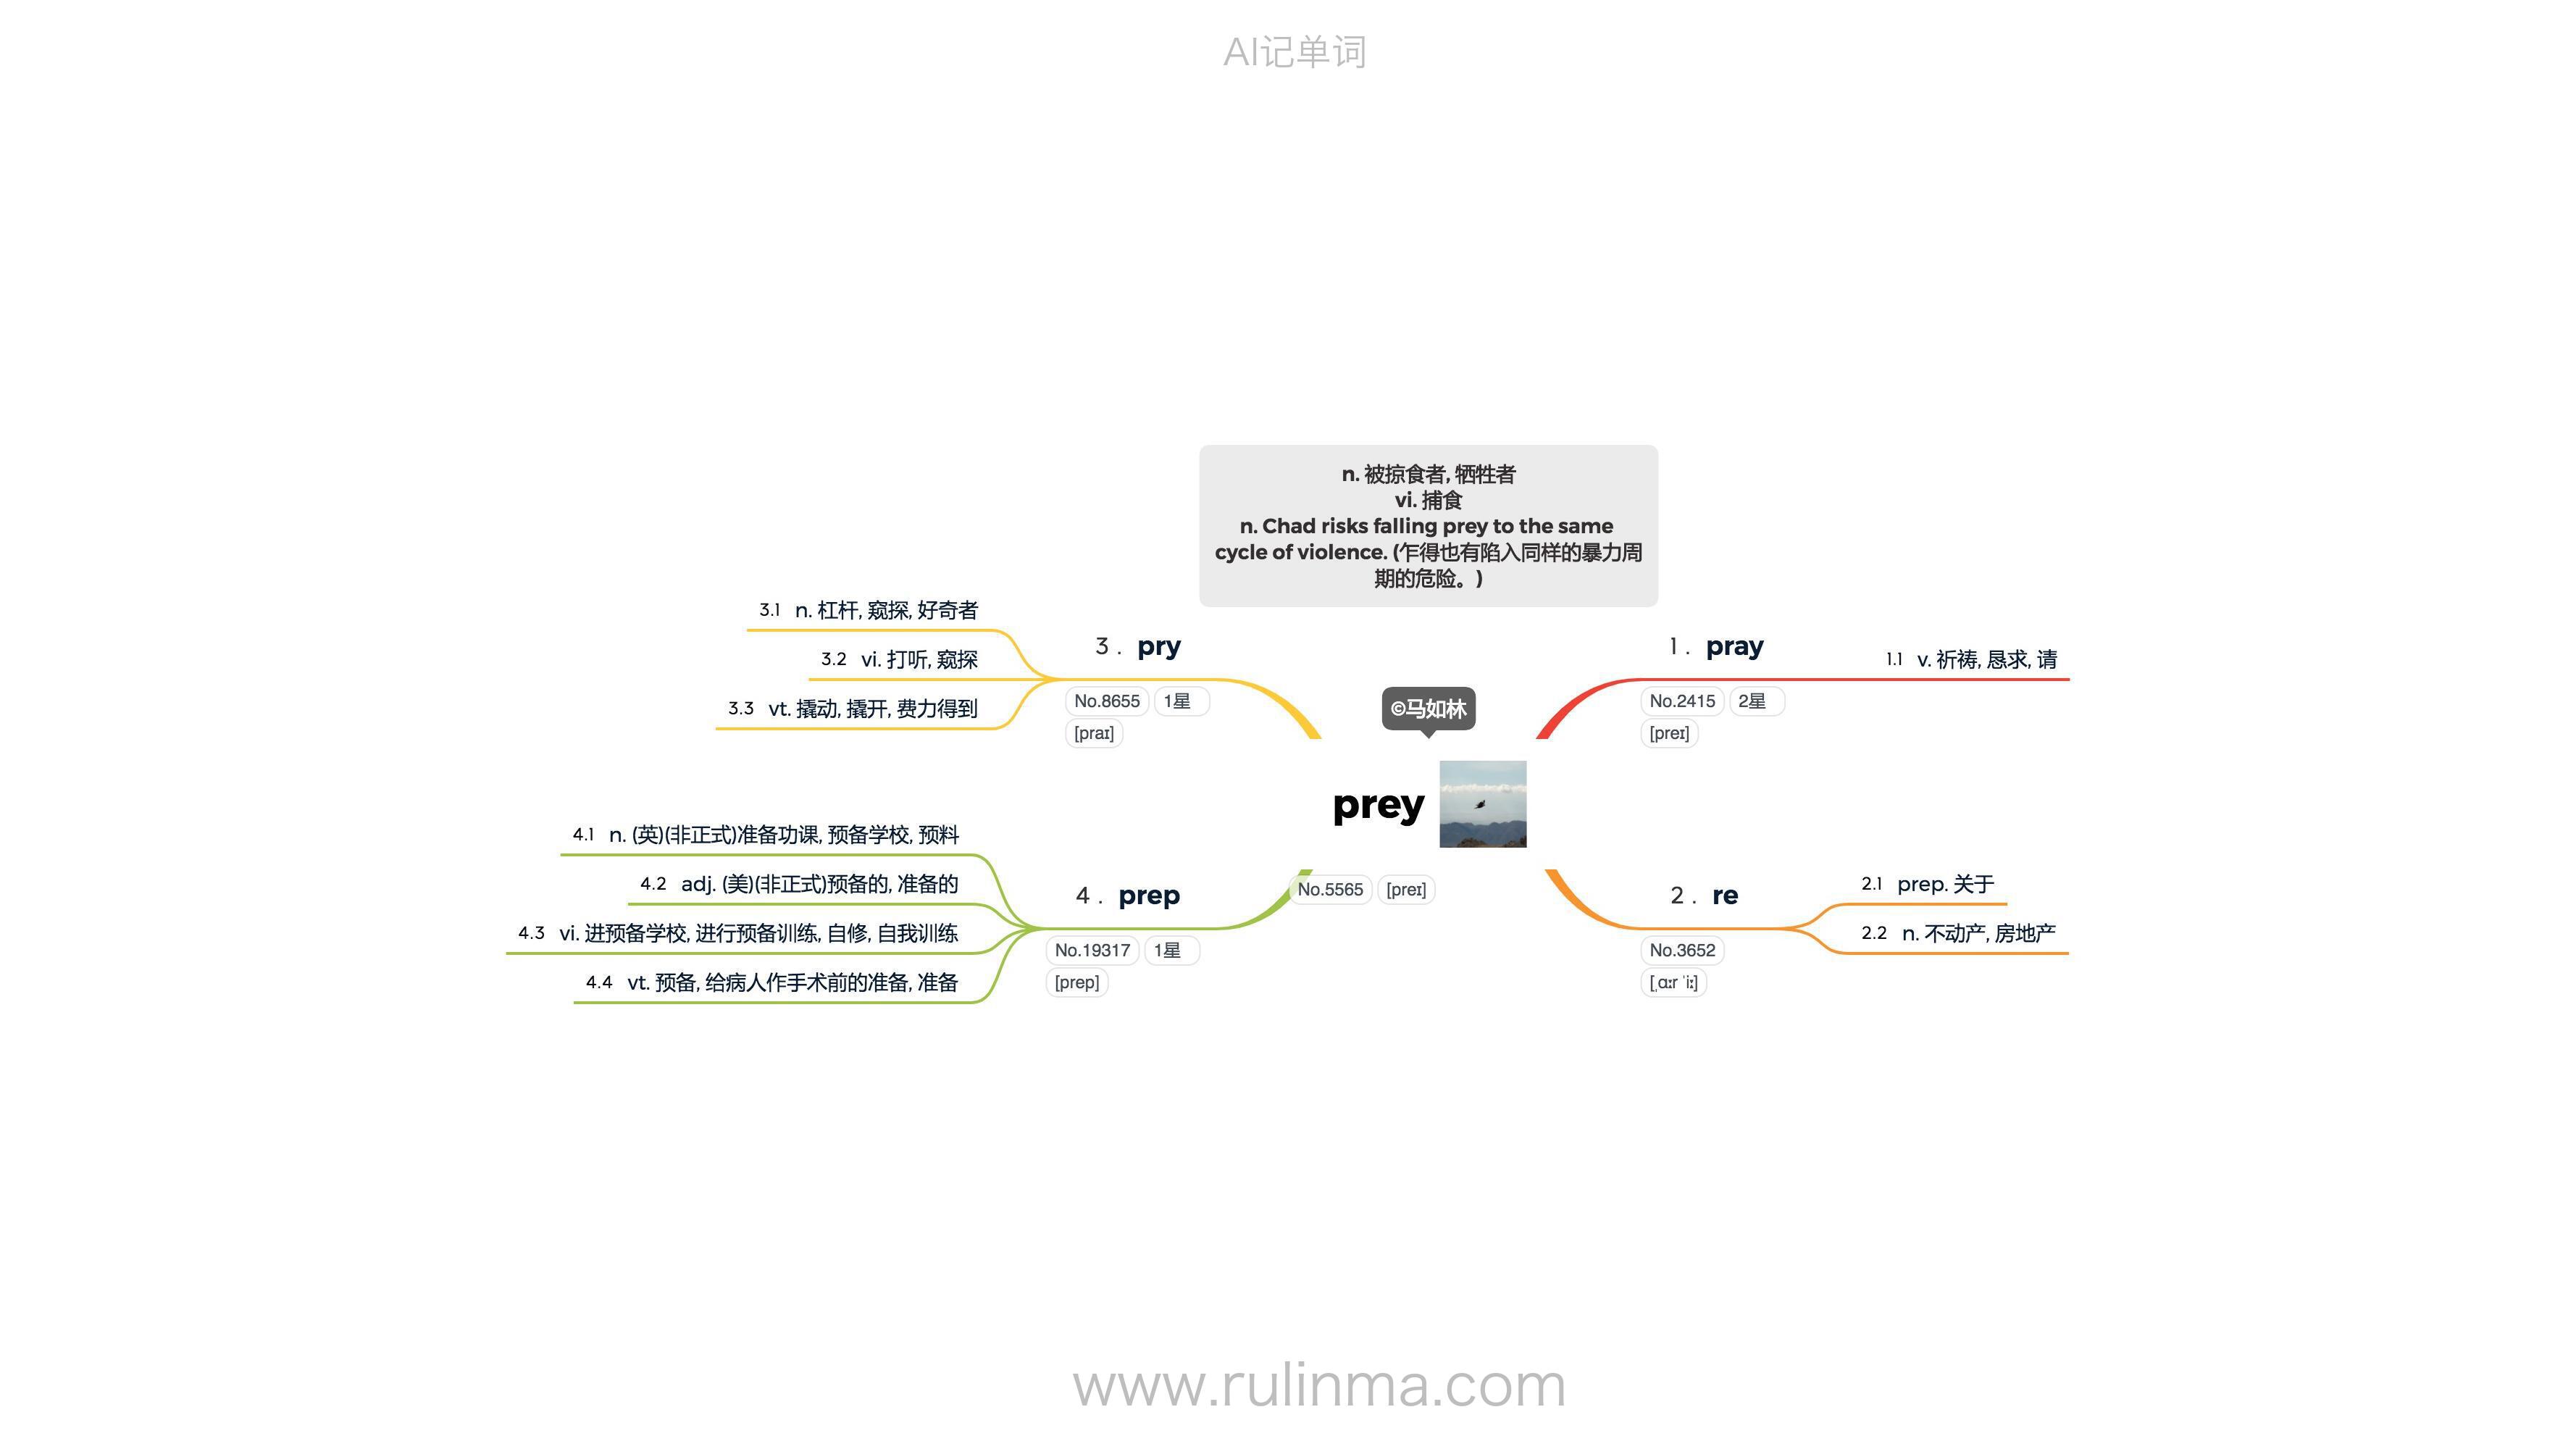 AI记单词
n. 被掠食者, 牺牲者
vi. 捕食
n. Chad risks falling prey to the same
cycle of violence. (乍得也有陷入同样的暴力周
期的危险。)
©马如林
prey
No.5565 [preɪ]
1. pray
No.2415 2星
[preɪ]
1.1 v. 祈祷, 恳求, 请
2. re
No.3652
[ˌɑɪr ˈiː]
2.1 prep. 关于
2.2 n. 不动产, 房地产
3. pry
No.8655 1星
[praɪ]
3.1 n. 杠杆, 窥探, 好奇者
3.2 vi. 打听, 窥探
3.3 vt. 撬动, 撬开, 费力得到
4. prep
No.19317 1星
[prep]
4.1 n. (英)(非正式)准备功课, 预备学校, 预料
4.2 adj. (美)(非正式)预备的, 准备的
4.3 vi. 进预备学校, 进行预备训练, 自修, 自我训练
4.4 vt. 预备, 给病人作手术前的准备, 准备
www.rulinma.com